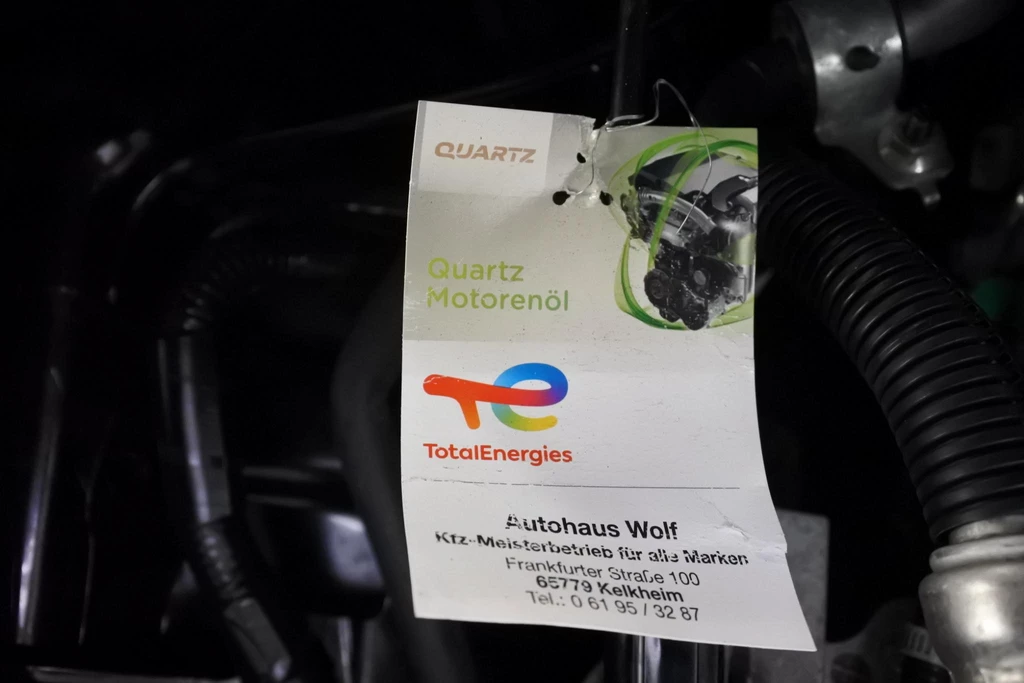 QUARTZ
Quartz
Motorenöl
TotalEnergies
Autohaus Wolf
Kfz-Meisterbetrieb für alle Marken
Frankfurter Straße 100
65779 Kelkheim
Tel.: 0 61 95 / 32 87